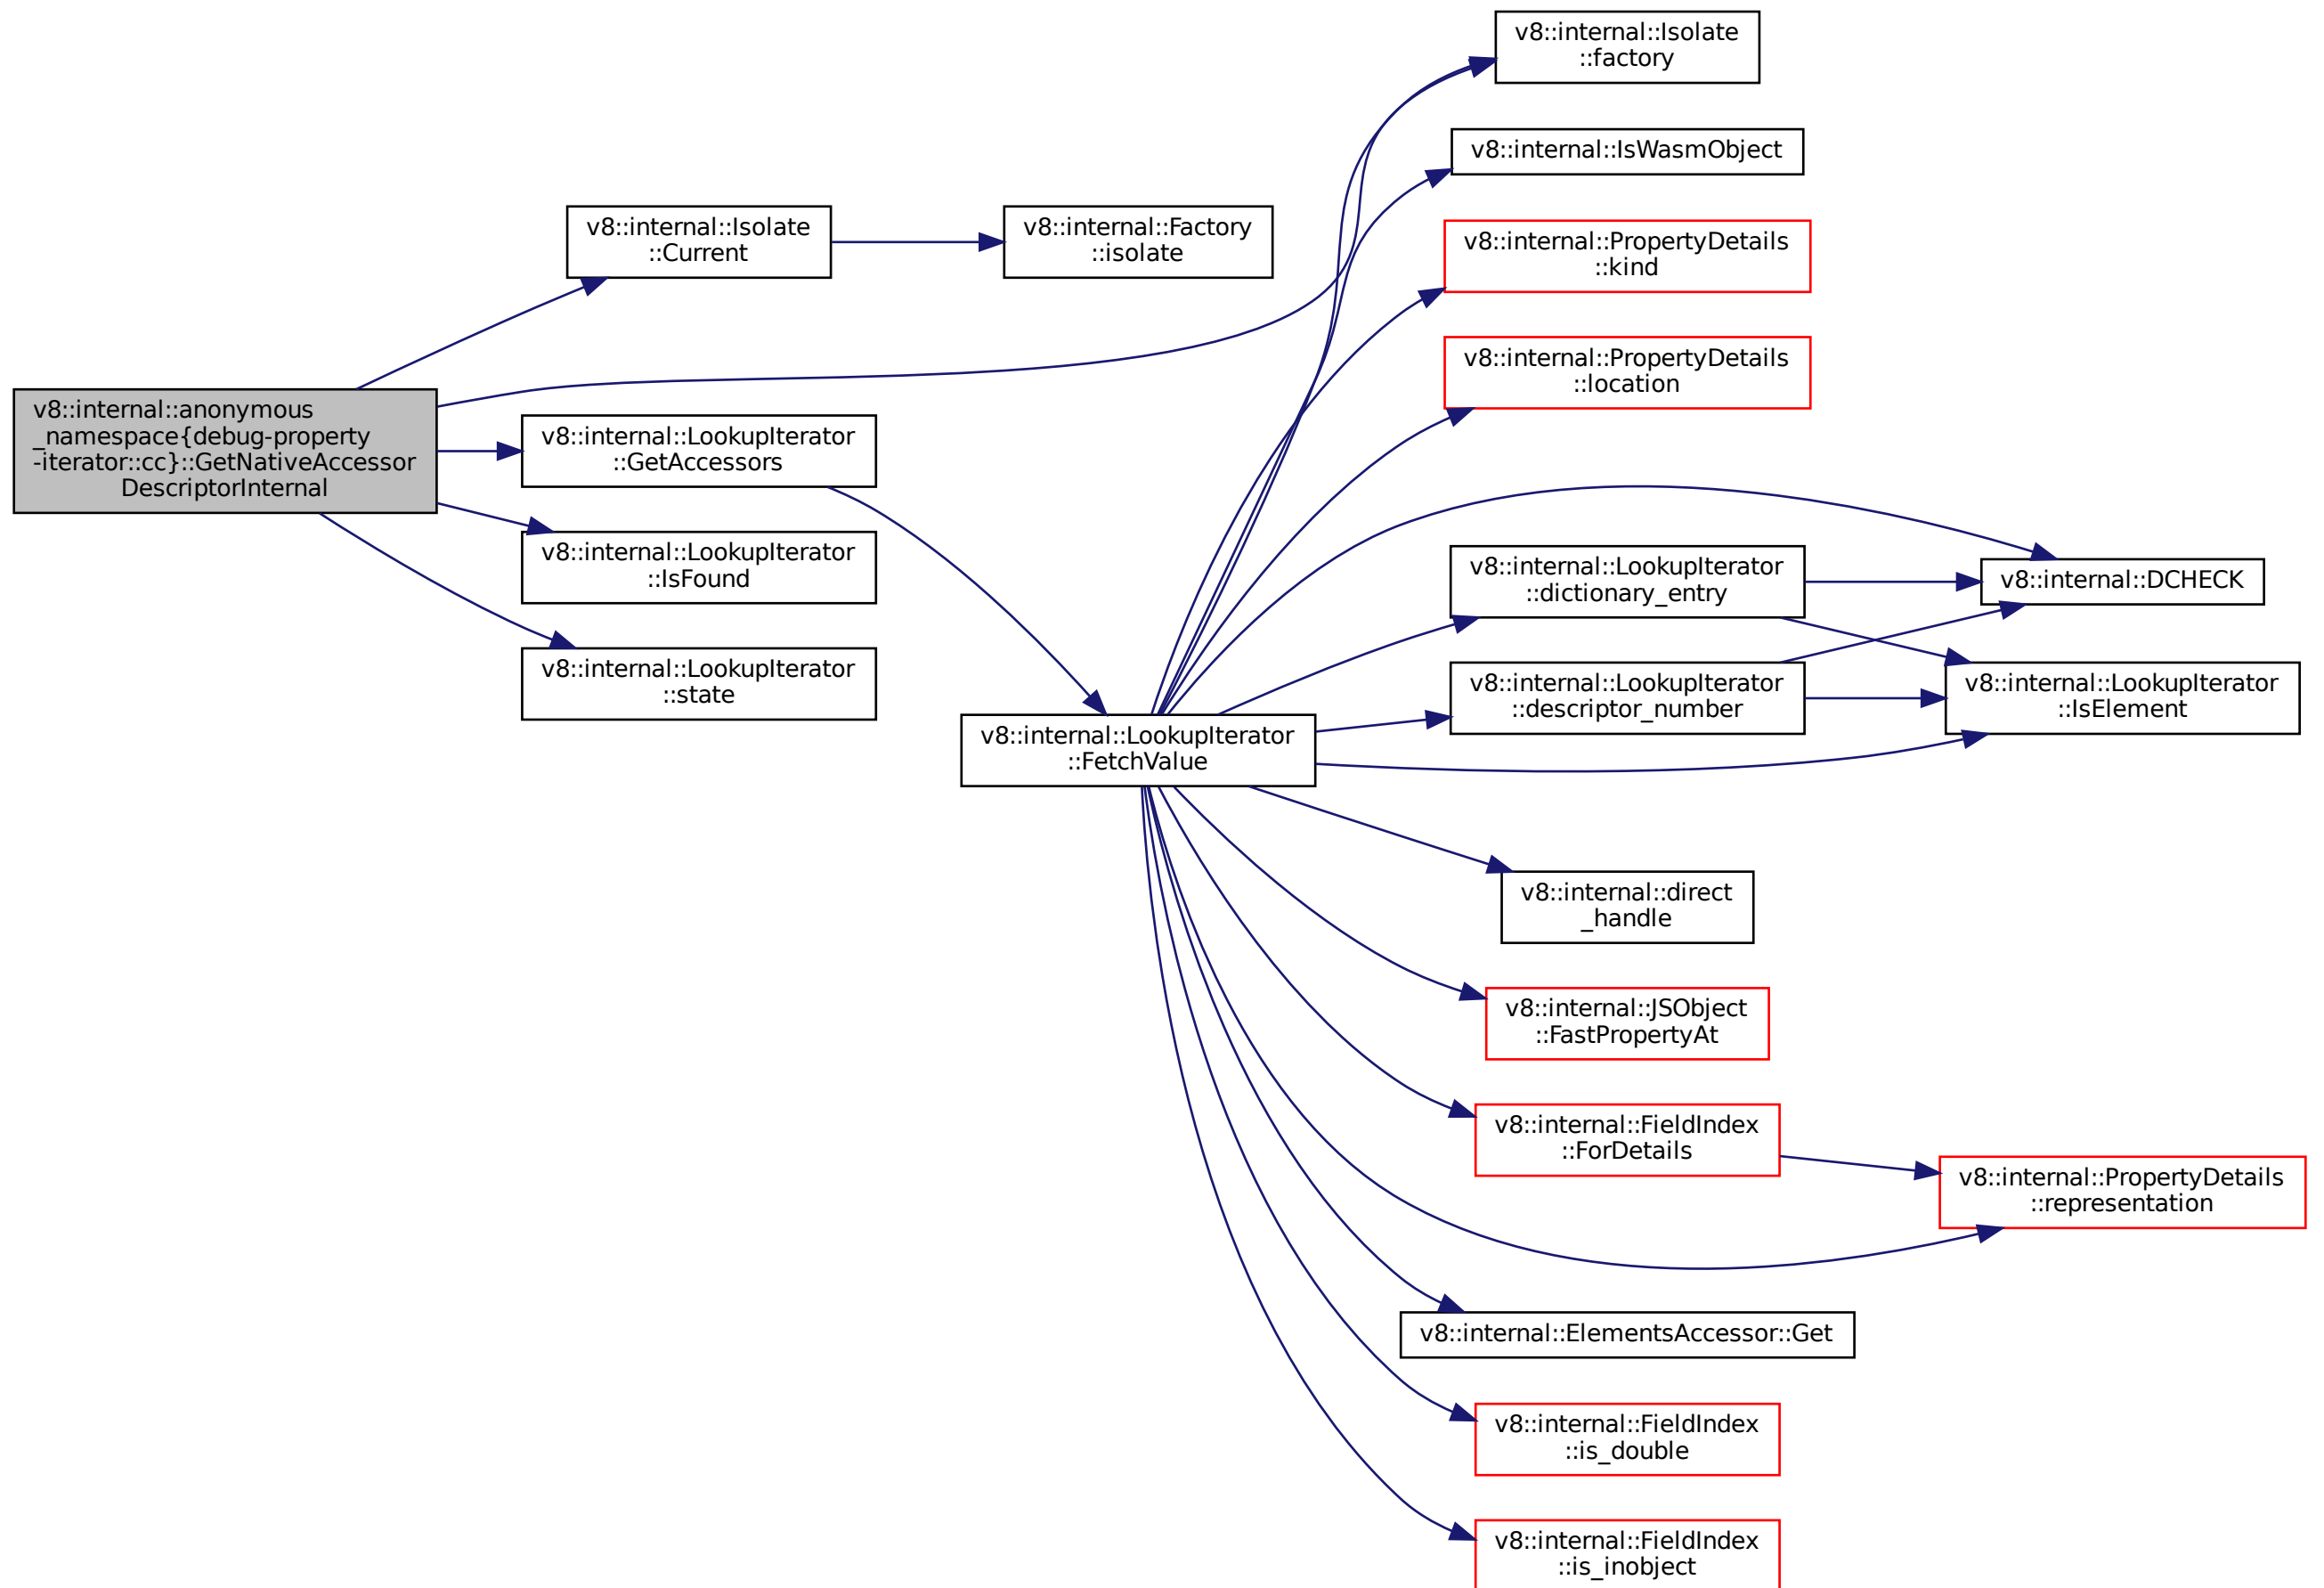 v8::internal::anonymous
_namespace{debug-property
-iterator::cc}::GetNativeAccessor
DescriptorInternal
v8::internal::Isolate
::Current
v8::internal::Factory
::isolate
v8::internal::LookupIterator
::GetAccessors
v8::internal::LookupIterator
::IsFound
v8::internal::LookupIterator
::state
v8::internal::LookupIterator
::FetchValue
v8::internal::Isolate
::factory
v8::internal::IsWasmObject
v8::internal::PropertyDetails
::kind
v8::internal::PropertyDetails
::location
v8::internal::LookupIterator
::dictionary_entry
v8::internal::LookupIterator
::descriptor_number
v8::internal::DCHECK
v8::internal::LookupIterator
::IsElement
v8::internal::direct
_handle
v8::internal::JSObject
::FastPropertyAt
v8::internal::FieldIndex
::ForDetails
v8::internal::PropertyDetails
::representation
v8::internal::ElementsAccessor::Get
v8::internal::FieldIndex
::is_double
v8::internal::FieldIndex
::is_inobject